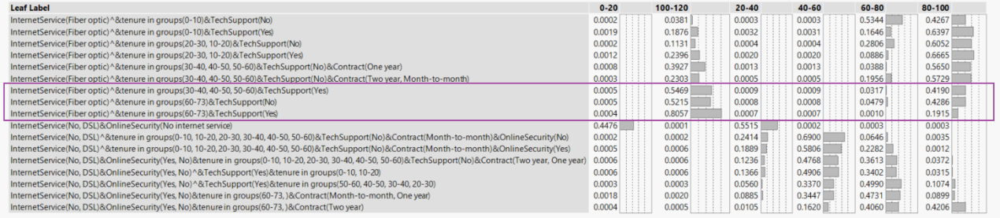 Leaf Label 0-20 100-120 20-40 40-60 60-80 80-100
InternetService(Fiber optic)^&tenure in groups(0-10)&TechSupport(No) 0.0002 0.0381 0.0003 0.0003 0.5344 0.4267
InternetService(Fiber optic)^&tenure in groups(0-10)&TechSupport(Yes) 0.0019 0.1876 0.0032 0.0031 0.1646 0.6397
InternetService(Fiber optic)^&tenure in groups(20-30, 10-20)&TechSupport(No) 0.0002 0.1131 0.0004 0.0004 0.2806 0.6052
InternetService(Fiber optic)^&tenure in groups(20-30, 10-20)&TechSupport(Yes) 0.0012 0.2396 0.0020 0.0020 0.0886 0.6665
InternetService(Fiber optic)^&tenure in groups(30-40, 40-50, 50-60)&TechSupport(No)&Contract(One year) 0.0008 0.3927 0.0013 0.0013 0.0388 0.5650
InternetService(Fiber optic)^&tenure in groups(30-40, 40-50, 50-60)&TechSupport(No)&Contract(Two year, Month-to-month) 0.0003 0.2303 0.0005 0.0005 0.1956 0.5729
InternetService(Fiber optic)^&tenure in groups(30-40, 40-50, 50-60)&TechSupport(Yes) 0.0005 0.5469 0.0009 0.0009 0.0317 0.4190
InternetService(Fiber optic)^&tenure in groups(60-73)&TechSupport(No) 0.0005 0.5215 0.0008 0.0008 0.0479 0.4286
InternetService(Fiber optic)^&tenure in groups(60-73)&TechSupport(Yes) 0.0004 0.8057 0.0007 0.0007 0.0010 0.1915
InternetService(No, DSL)&OnlineSecurity(No internet service) 0.4476 0.0001 0.5515 0.0002 0.0003 0.0003
InternetService(No, DSL)^&tenure in groups(0-10, 10-20, 20-30, 30-40, 40-50, 50-60)&TechSupport(No)&Contract(Month-to-month)&OnlineSecurity(No) 0.0002 0.0002 0.2414 0.6900 0.0646 0.0035
InternetService(No, DSL)^&tenure in groups(0-10, 10-20, 20-30, 30-40, 40-50, 50-60)&TechSupport(No)&Contract(Month-to-month)&OnlineSecurity(Yes) 0.0005 0.0006 0.1889 0.5806 0.2282 0.0012
InternetService(No, DSL)&OnlineSecurity(Yes, No)&tenure in groups(0-10, 10-20, 20-30, 30-40, 40-50, 50-60)&TechSupport(No)&Contract(Two year, One year) 0.0006 0.0006 0.1236 0.4768 0.3613 0.0372
InternetService(No, DSL)&OnlineSecurity(Yes, No)^&TechSupport(Yes)&tenure in groups(0-10, 10-20) 0.0006 0.0006 0.1366 0.4906 0.3402 0.0315
InternetService(No, DSL)&OnlineSecurity(Yes, No)^&TechSupport(Yes)&tenure in groups(50-60, 40-50, 30-40, 20-30) 0.0003 0.0003 0.0560 0.3370 0.4990 0.1074
InternetService(No, DSL)&OnlineSecurity(Yes, No)&tenure in groups(60-73, )&Contract(Month-to-month, One year) 0.0018 0.0020 0.0885 0.3447 0.4731 0.0899
InternetService(No, DSL)&OnlineSecurity(Yes, No)&tenure in groups(60-73, )&Contract(Two year) 0.0004 0.0005 0.0105 0.1620 0.4060 0.4206